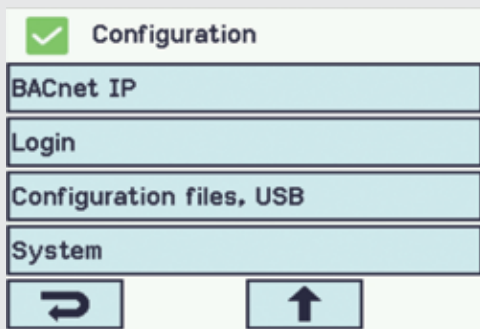 Configuration
BACnet IP
Login
Configuration files, USB
System